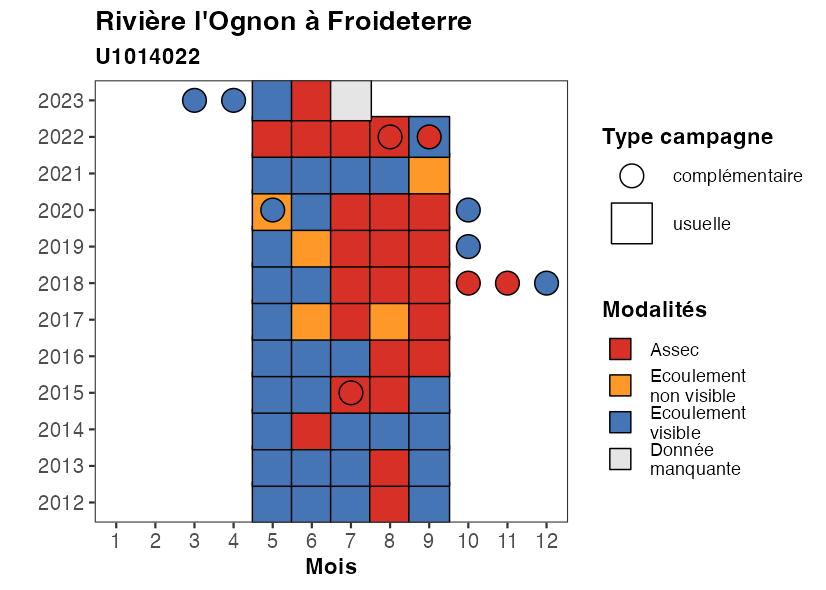 Rivière l'Ognon à Froideterre
U1014022
2023
2022
2021
2020
2019
2018
2017
2016
2015
2014
2013
2012
1 2 3 4 5 6 7 8 9 10 11 12
Mois
Type campagne
complémentaire
usuelle
Modalités
Assec
Ecoulement
non visible
Ecoulement
visible
Donnée
manquante